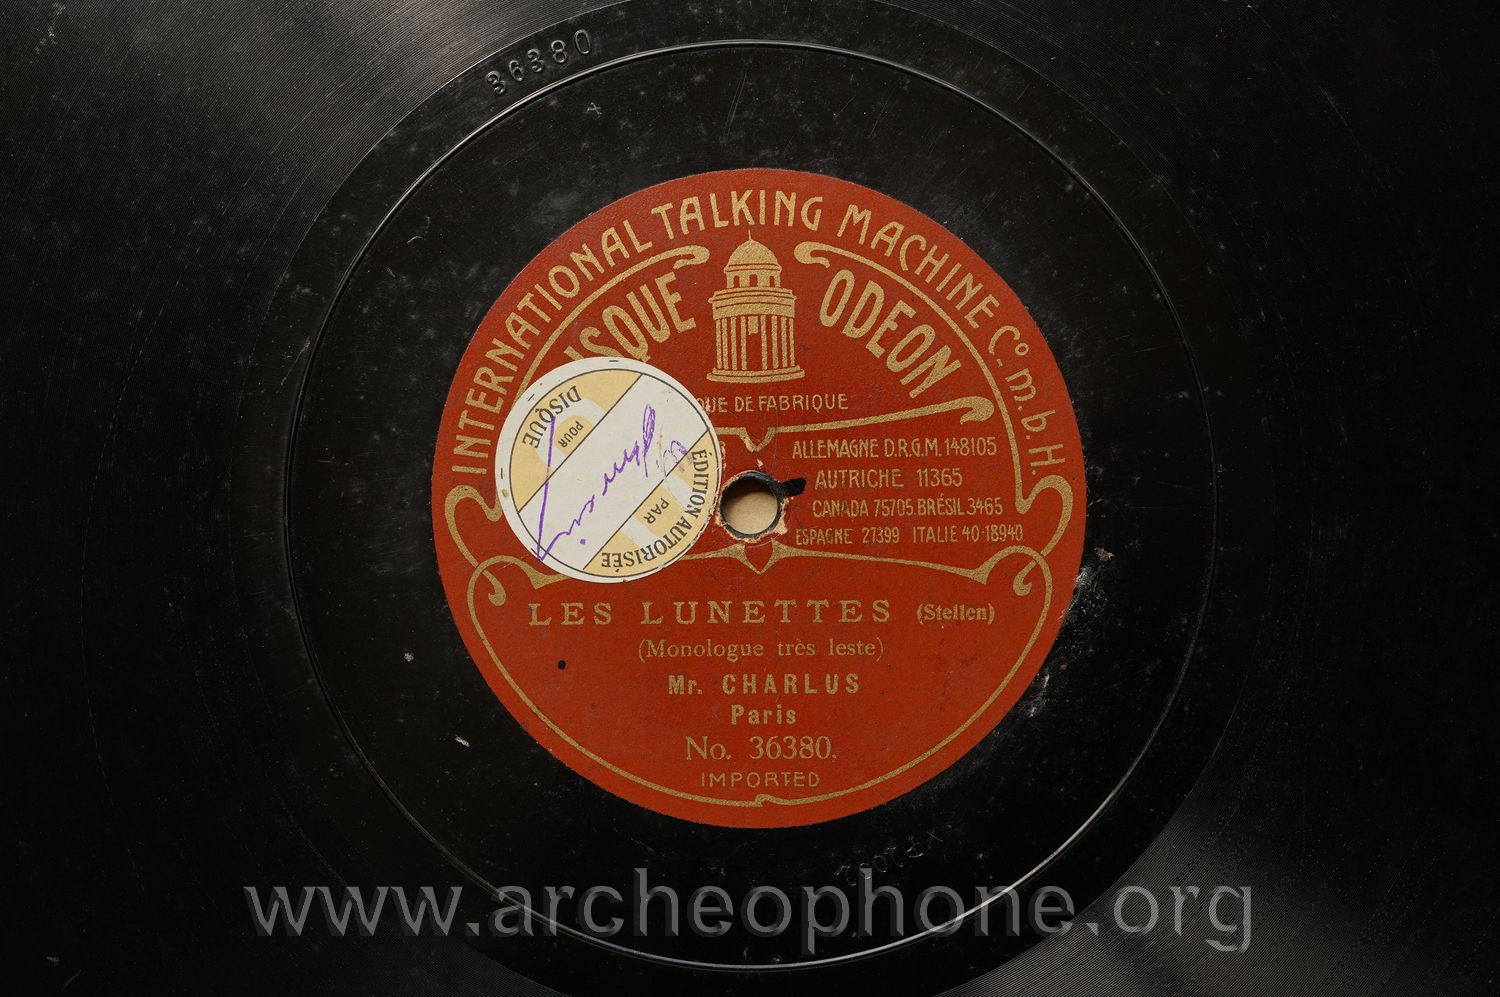 36380
INTERNATIONAL TALKING MACHINE Co. m. b. H.
DISQUE ODEON
DE FABRIQUE
ALLEMAGNE D.R.G.M. 148105
AUTRICHE 11365
CANADA 75705 BRÉSIL 3465
ESPAGNE 27399 ITALIE 40-18940
DISQUE
POUR
PAR
ÉDITION AUTORISÉE
LES LUNETTES (Stellen)
(Monologue très leste)
Mr. CHARLUS
Paris
No. 36380.
IMPORTED
www.archeophone.org